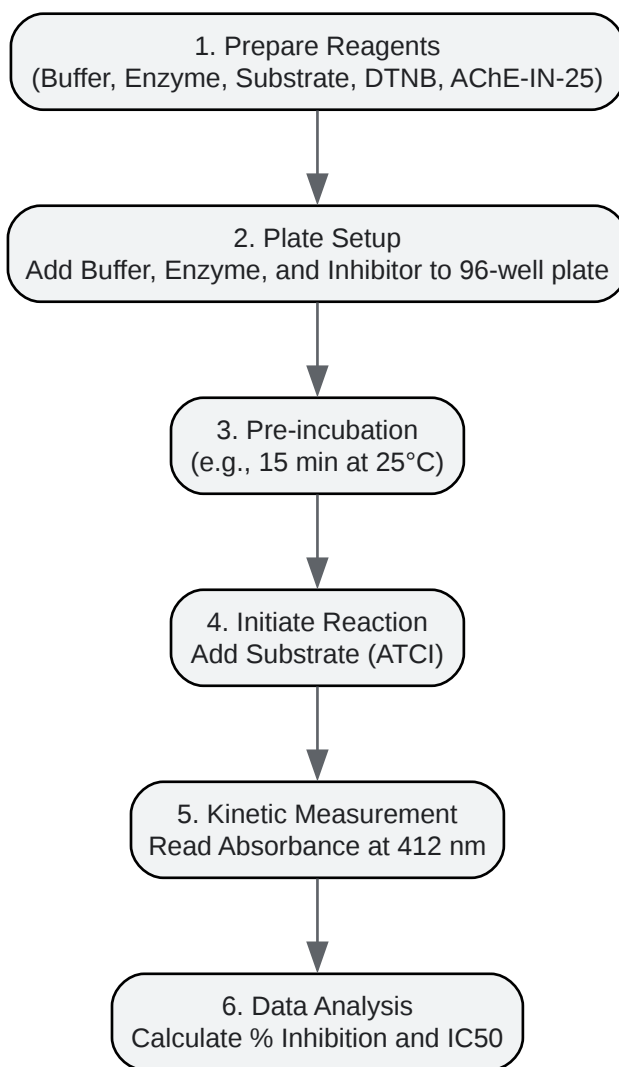 1. Prepare Reagents
(Buffer, Enzyme, Substrate, DTNB, AChE-IN-25)
2. Plate Setup
Add Buffer, Enzyme, and Inhibitor to 96-well plate
3. Pre-incubation
(e.g., 15 min at 25°C)
4. Initiate Reaction
Add Substrate (ATCI)
5. Kinetic Measurement
Read Absorbance at 412 nm
6. Data Analysis
Calculate % Inhibition and IC50